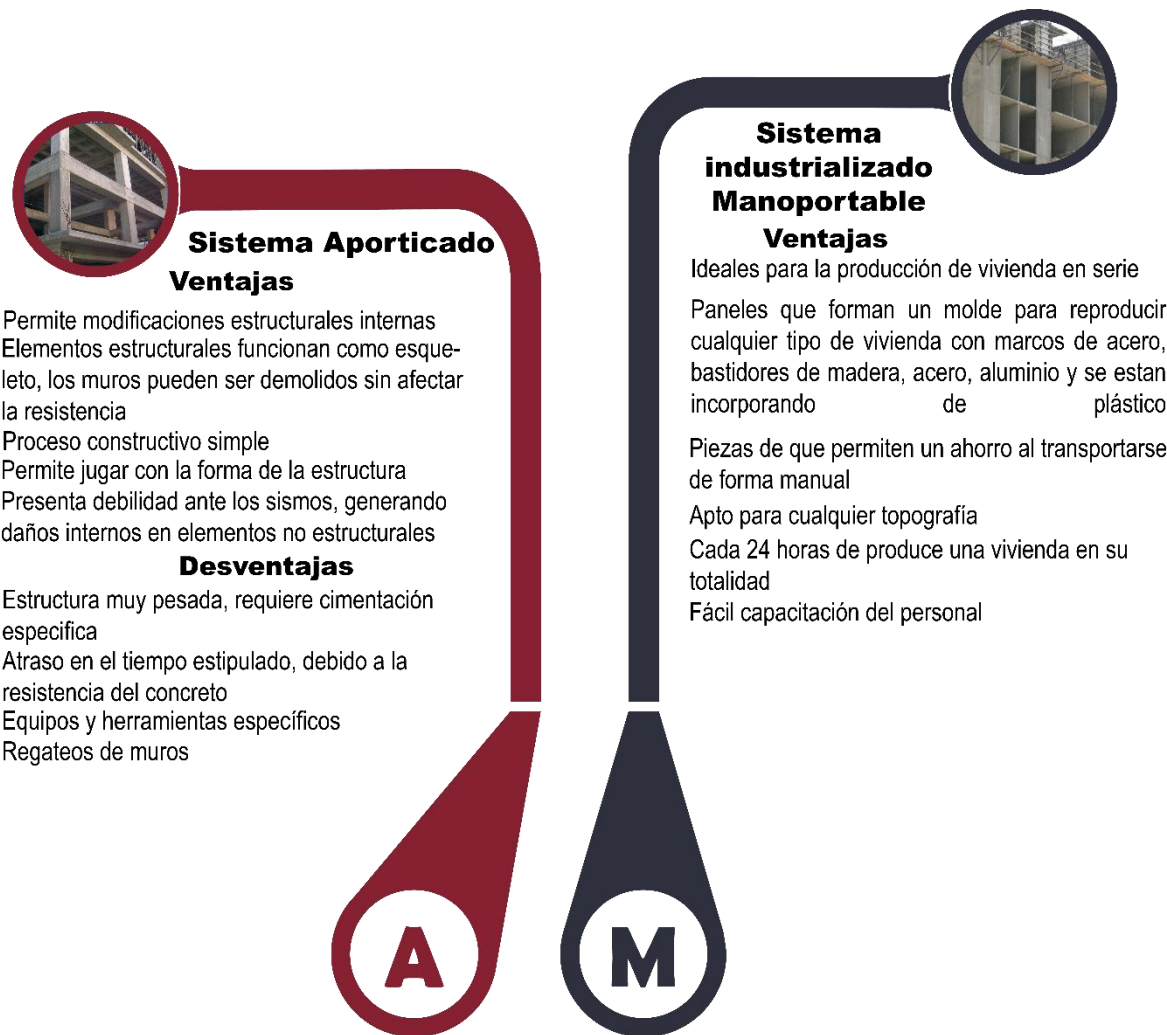 Sistema Aportricado
Ventajas
Permite modificaciones estructurales internas
Elementos estructurales funcionan como esque-
leto, los muros pueden ser demolidos sin afectar
la resistencia
Proceso constructivo simple
Permite jugar con la forma de la estructura
Presenta debilidad ante los sismos, generando
daños internos en elementos no estructurales
Desventajas
Estructura muy pesada, requiere cimentación
especifica
Atraso en el tiempo estipulado, debido a la
resistencia del concreto
Equipos y herramientas específicos
Regateos de muros
A
Sistema
industrializado
Manoportable
Ventajas
Ideales para la producción de vivienda en serie
Paneles que forman un molde para reproducir
cualquier tipo de vivienda con marcos de acero,
bastidores de madera, acero, aluminio y se estan
incorporando de plástico
Piezas de que permiten un ahorro al transportarse
de forma manual
Apto para cualquier topografía
Cada 24 horas de produce una vivienda en su
totalidad
Fácil capacitación del personal
M